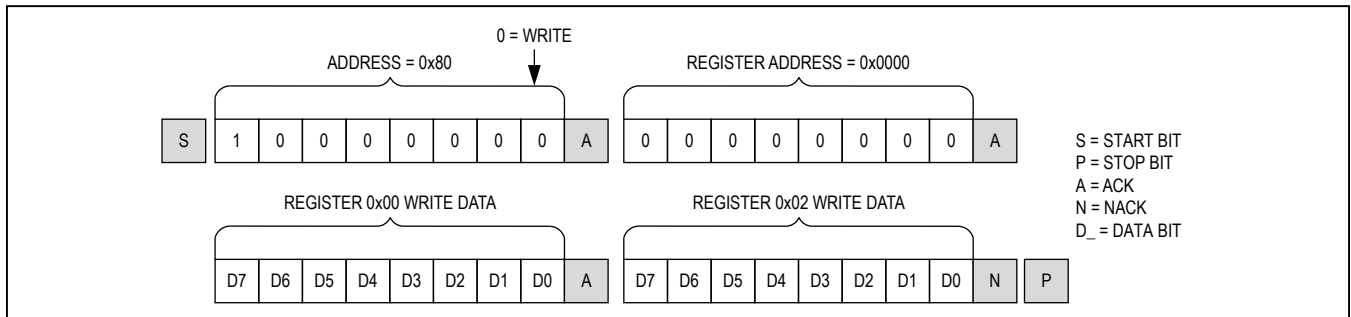 0 = WRITE
ADDRESS = 0x80
REGISTER ADDRESS = 0x0000
S 1 0 0 0 0 0 0 0 A 0 0 0 0 0 0 0 0 A
S = START BIT
P = STOP BIT
A = ACK
N = NACK
D_ = DATA BIT
REGISTER 0x00 WRITE DATA
REGISTER 0x02 WRITE DATA
D7 D6 D5 D4 D3 D2 D1 D0 A D7 D6 D5 D4 D3 D2 D1 D0 N P